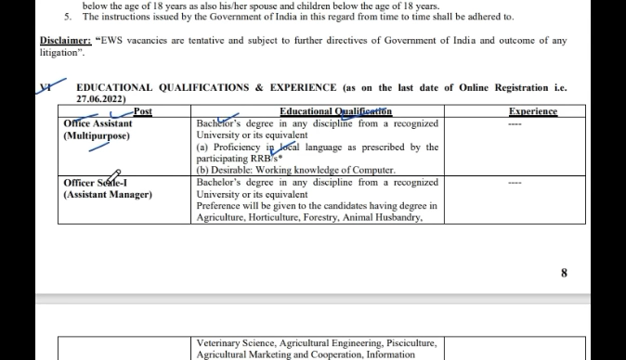 below the age of 18 years as also his/her spouse and children below the age of 18 years.
5. The instructions issued by the Government of India in this regard from time to time shall be adhered to.
Disclaimer: "EWS vacancies are tentative and subject to further directives of Government of India and outcome of any
litigation".
VI EDUCATIONAL QUALIFICATIONS & EXPERIENCE (as on the last date of Online Registration i.e.
27.06.2022)
Post Educational Qualification Experience
Office Assistant
(Multipurpose)
Bachelor's degree in any discipline from a recognized
University or its equivalent
(a) Proficiency in local language as prescribed by the
participating RRB/s*
(b) Desirable: Working knowledge of Computer.
----
Officer Scale-I
(Assistant Manager)
Bachelor's degree in any discipline from a recognized
University or its equivalent
Preference will be given to the candidates having degree in
Agriculture, Horticulture, Forestry, Animal Husbandry,
----
8
Veterinary Science, Agricultural Engineering, Pisciculture,
Agricultural Marketing and Cooperation, Information